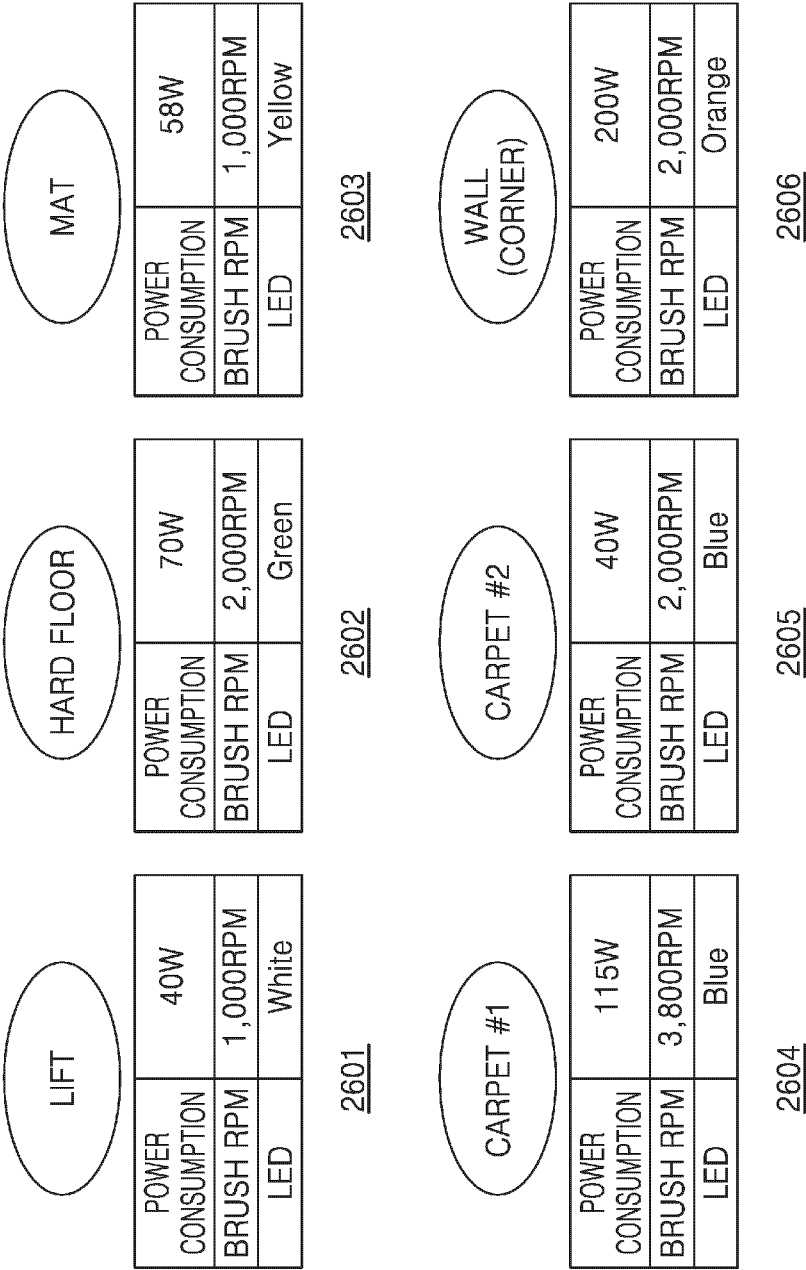 LIFT
POWER
CONSUMPTION
40W
BRUSH RPM
1,000RPM
LED
White
2601
HARD FLOOR
POWER
CONSUMPTION
70W
BRUSH RPM
2,000RPM
LED
Green
2602
MAT
POWER
CONSUMPTION
58W
BRUSH RPM
1,000RPM
LED
Yellow
2603
CARPET #1
POWER
CONSUMPTION
115W
BRUSH RPM
3,800RPM
LED
Blue
2604
CARPET #2
POWER
CONSUMPTION
40W
BRUSH RPM
2,000RPM
LED
Blue
2605
WALL
(CORNER)
POWER
CONSUMPTION
200W
BRUSH RPM
2,000RPM
LED
Orange
2606